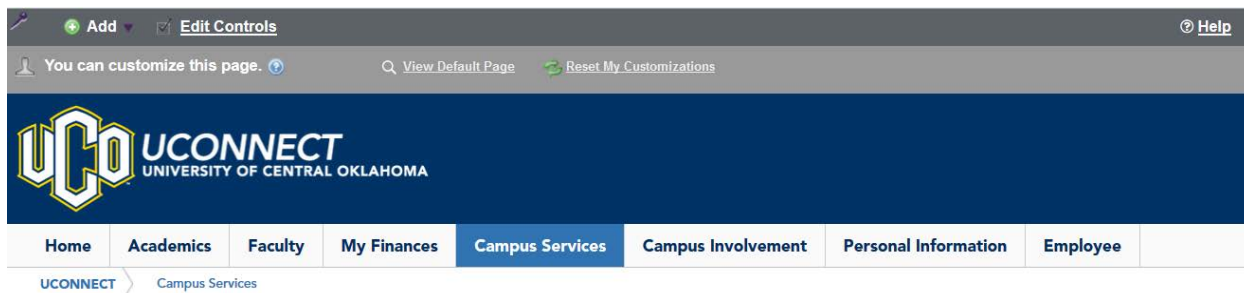 Add Edit Controls Help
You can customize this page. View Default Page Reset My Customizations
UCO UCONNECT
UNIVERSITY OF CENTRAL OKLAHOMA
Home Academics Faculty My Finances Campus Services Campus Involvement Personal Information Employee
UCONNECT Campus Services